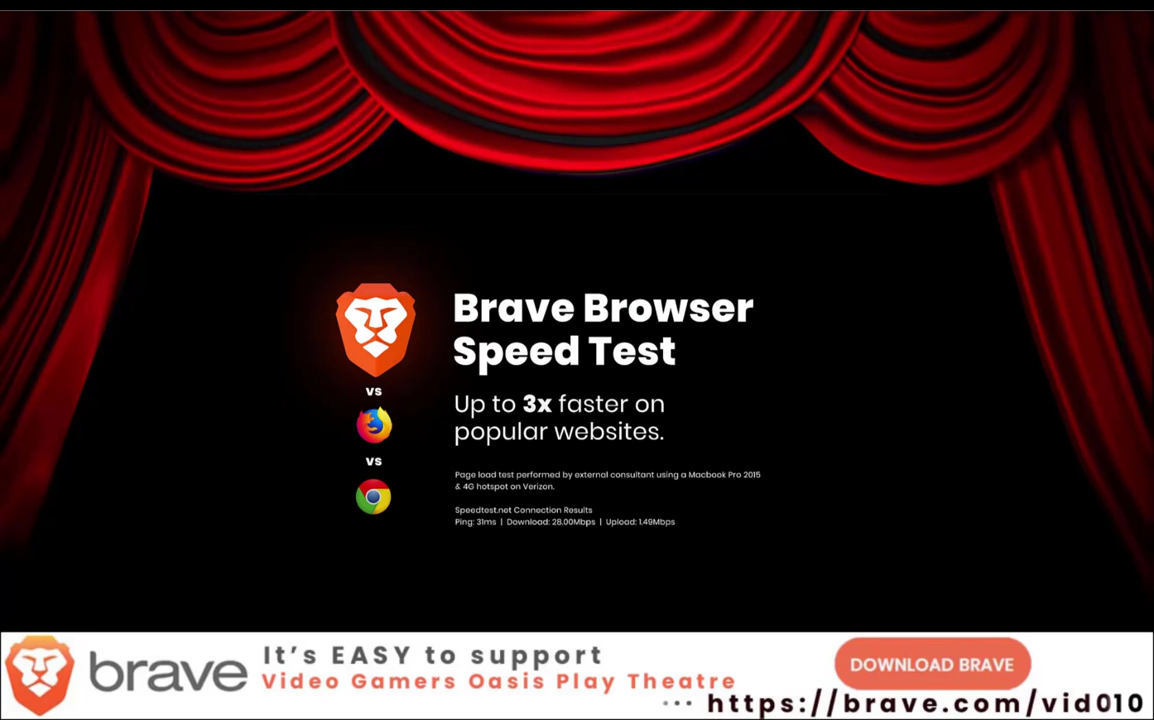 Brave Browser
Speed Test
vs
vs
Up to 3x faster on
popular websites.
Page load test performed by external consultant using a Macbook Pro 2015
& 4G hotspot on Verizon.
Speedtest.net Connection Results
Ping: 31ms | Download: 28.00Mbps | Upload: 1.49Mbps
brave
It's EASY to support
Video Gamers Oasis Play Theatre
DOWNLOAD BRAVE
··· https://brave.com/vid010